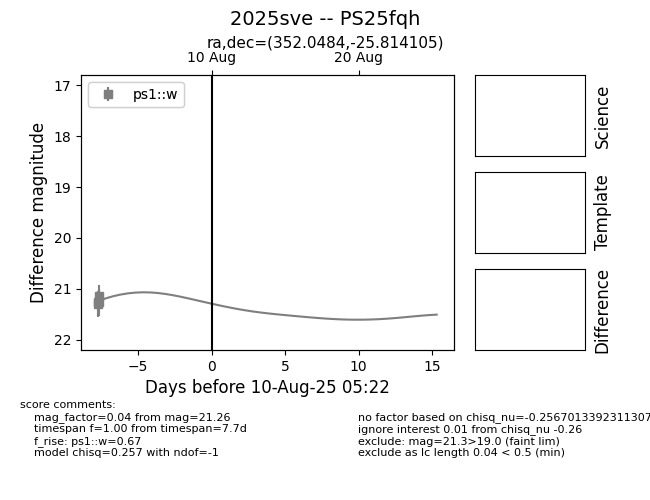 2025sve -- PS25fqh
ra,dec=(352.0484,-25.814105)
10 Aug
20 Aug
ps1::w
17
18
19
20
21
22
Difference magnitude
−5
0
5
10
15
Days before 10-Aug-25 05:22
Science
Template
Difference
score comments:
mag_factor=0.04 from mag=21.26
timespan f=1.00 from timespan=7.7d
f_rise: ps1::w=0.67
model chisq=0.257 with ndof=-1
no factor based on chisq_nu=-0.2567013392311307
ignore interest 0.01 from chisq_nu -0.26
exclude: mag=21.3>19.0 (faint lim)
exclude as lc length 0.04 < 0.5 (min)